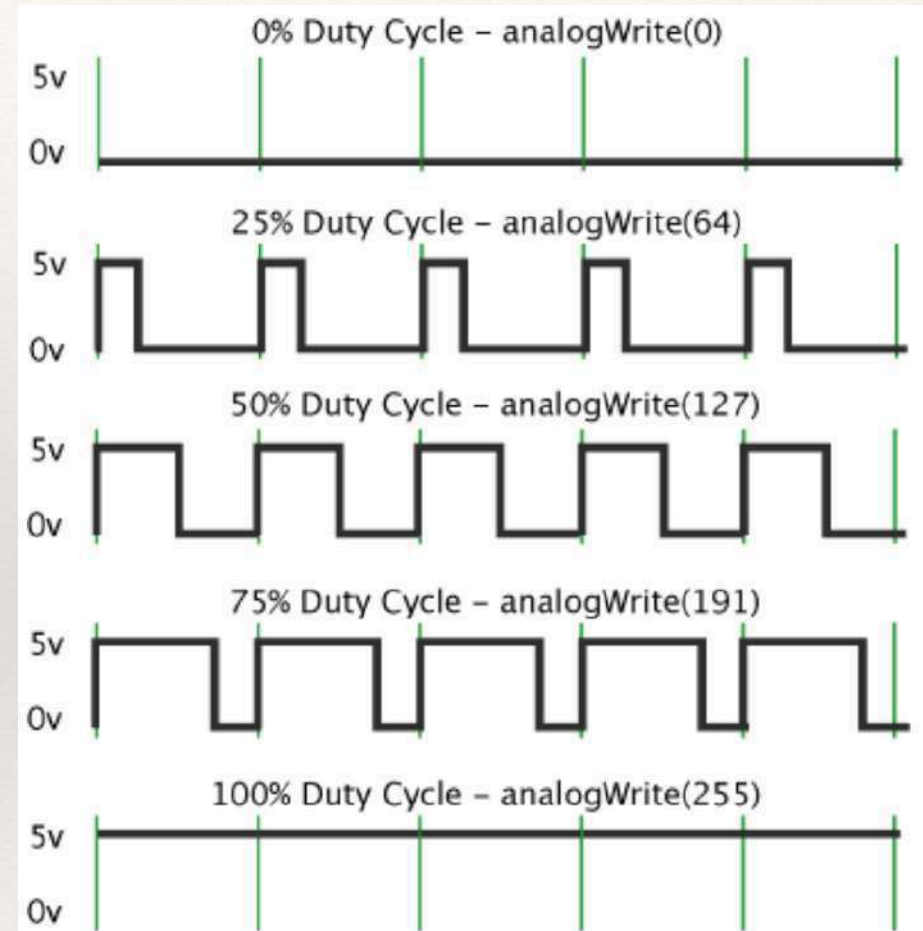 0% Duty Cycle – analogWrite(0)
5v
0v
25% Duty Cycle – analogWrite(64)
5v
0v
50% Duty Cycle – analogWrite(127)
5v
0v
75% Duty Cycle – analogWrite(191)
5v
0v
100% Duty Cycle – analogWrite(255)
5v
0v